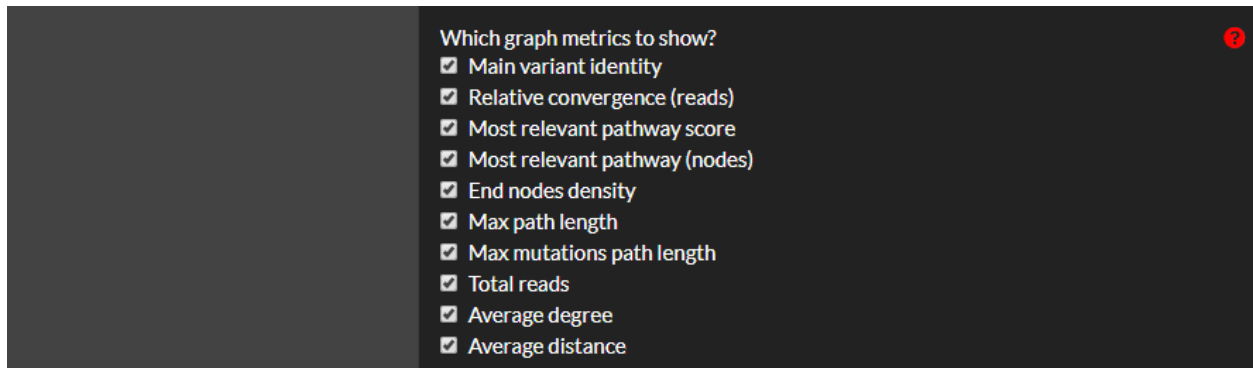 Which graph metrics to show?
?
Main variant identity
Relative convergence (reads)
Most relevant pathway score
Most relevant pathway (nodes)
End nodes density
Max path length
Max mutations path length
Total reads
Average degree
Average distance